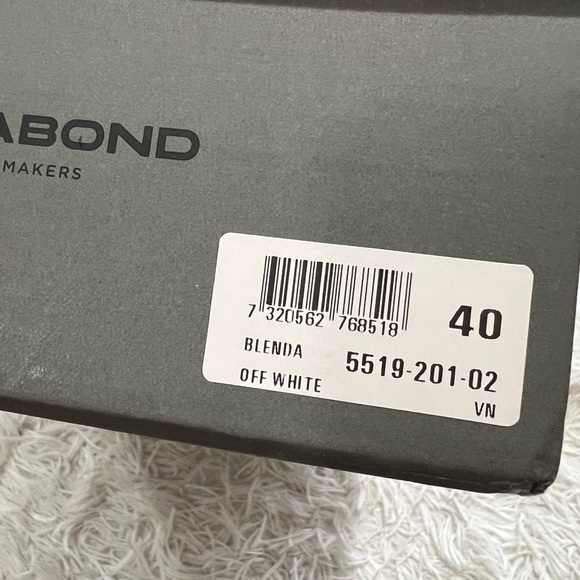 ABOND
MAKERS
7 320562 768518
40
BLENDA
5519-201-02
OFF WHITE
VN